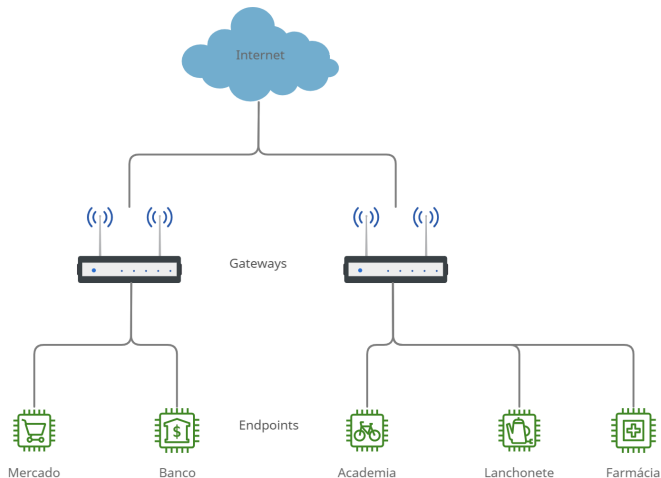 Internet
Gateways
Endpoints
$
Mercado
Banco
Academia
Lanchonete
Farmácia